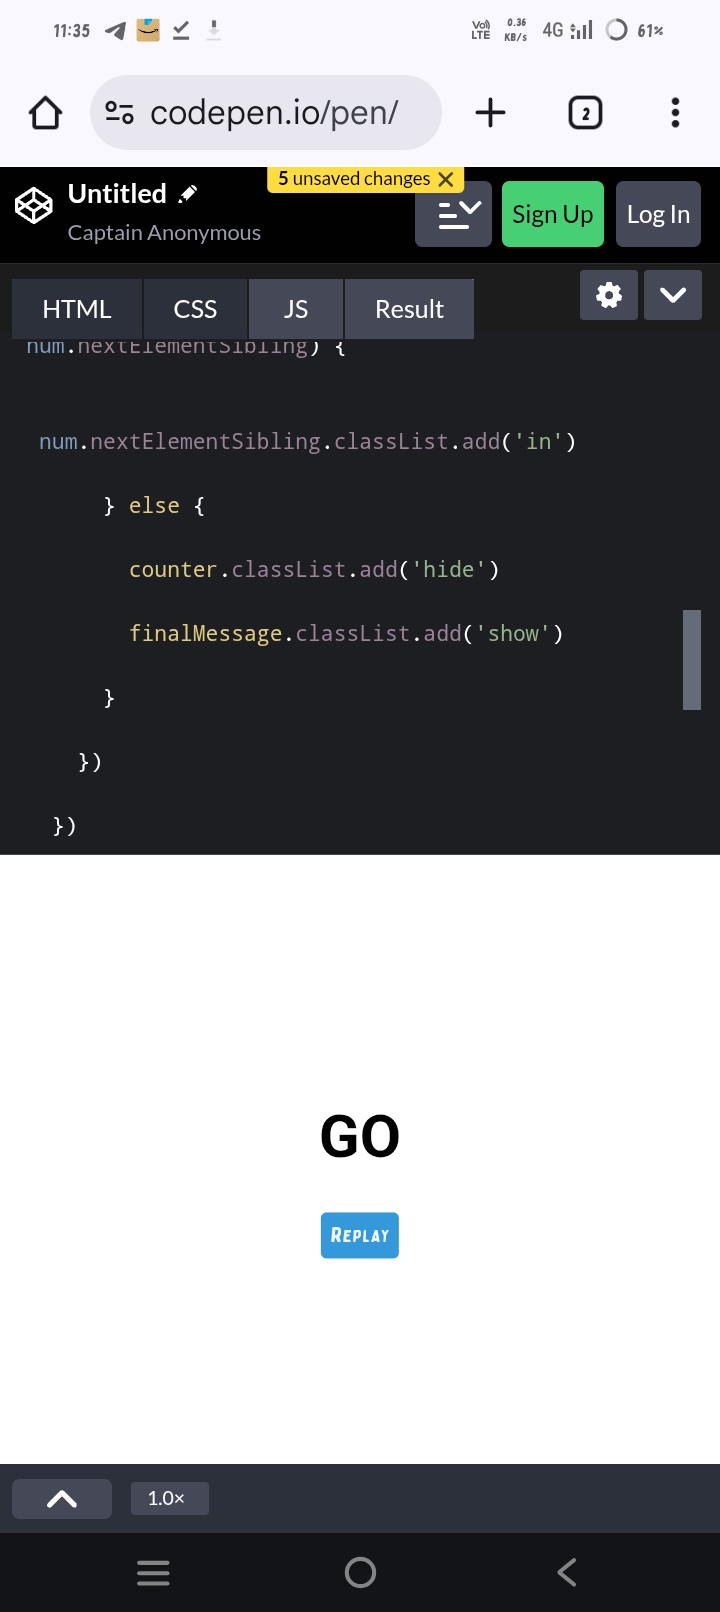 11:35 Vo) LTE 0.36 KB/s 4G 61%
codepen.io/pen/ 2
5 unsaved changes
Untitled
Captain Anonymous
Sign Up Log In
HTML CSS JS Result
num.nextElementSibling) {
num.nextElementSibling.classList.add('in')
} else {
counter.classList.add('hide')
finalMessage.classList.add('show')
}
})
})
GO
Replay
1.0×